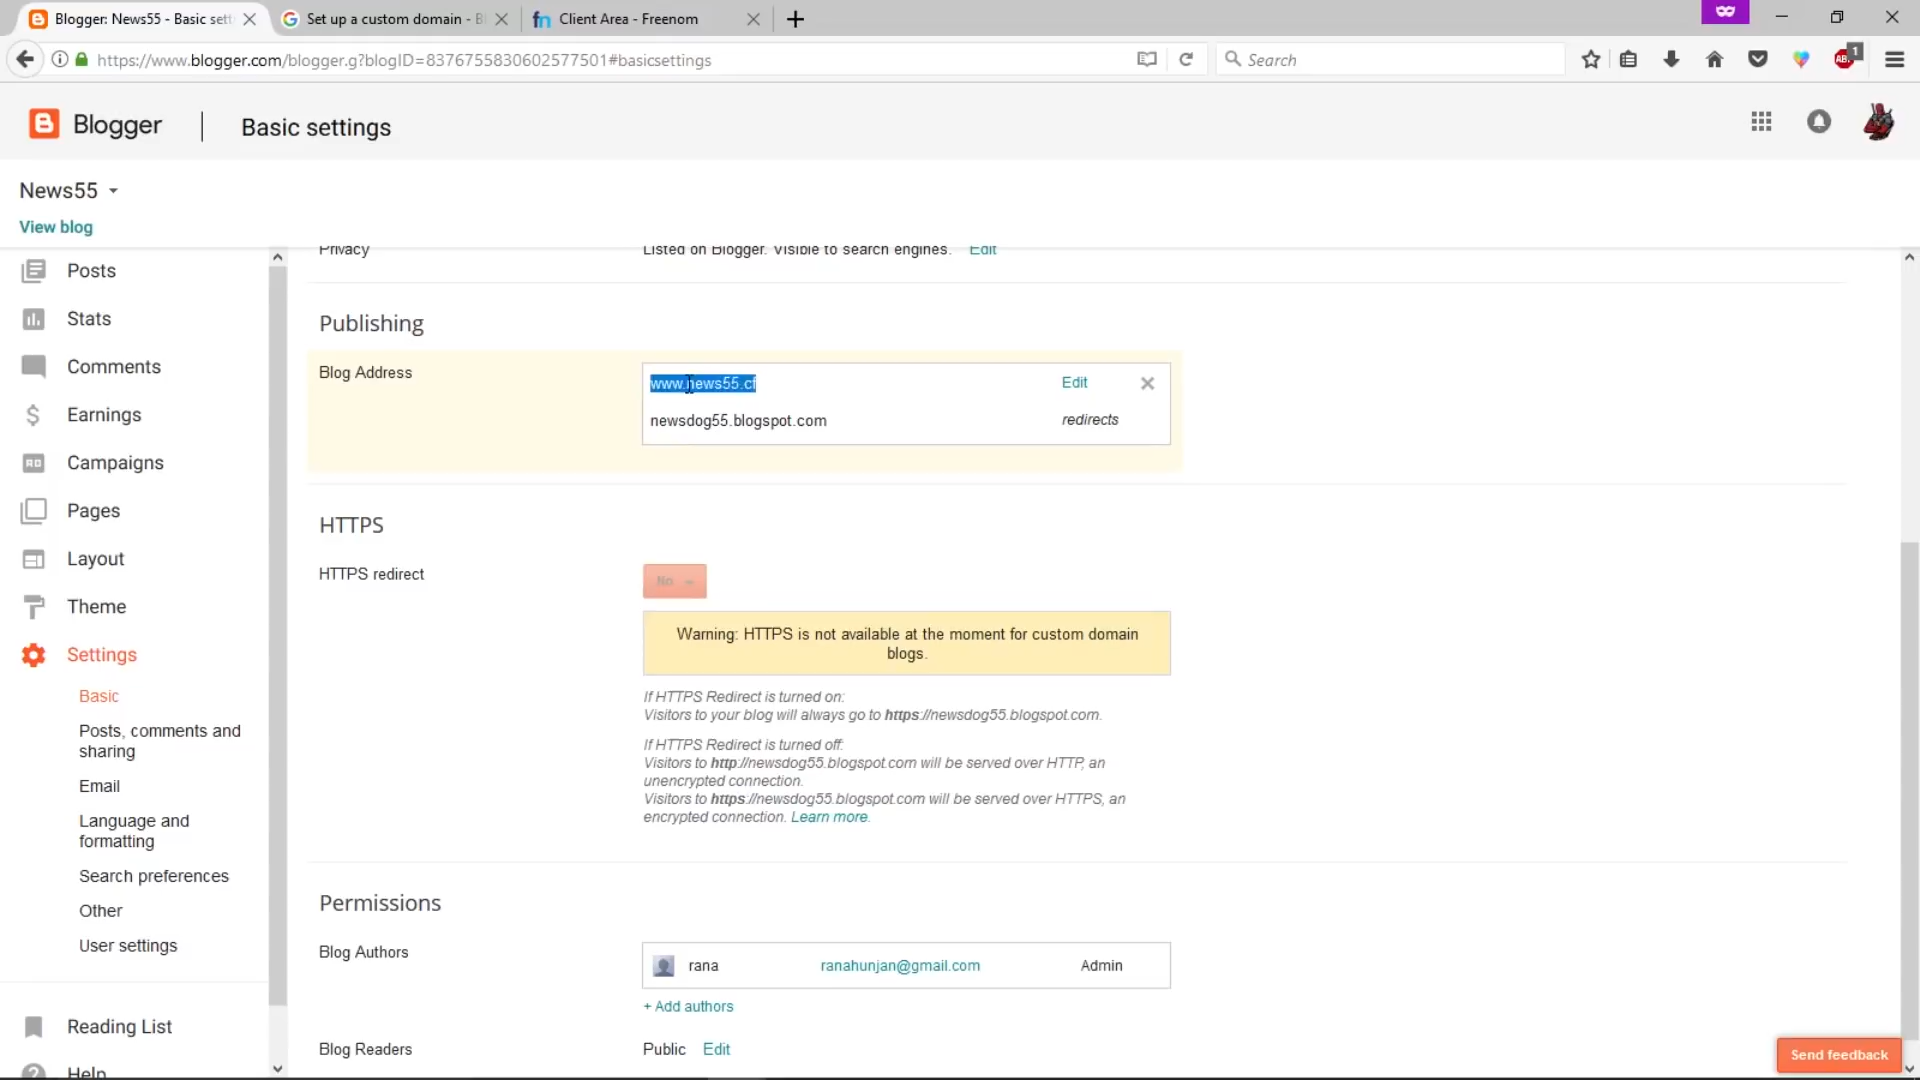 Blogger: News55 - Basic sett
Set up a custom domain - Bl
fn Client Area - Freenom
https://www.blogger.com/blogger.g?blogID=8376755830602577501#basicsettings
Search
ABP
1
Blogger
Basic settings
News55
View blog
Posts
Stats
Comments
Earnings
Campaigns
Pages
Layout
Theme
Settings
Basic
Posts, comments and
sharing
Email
Language and
formatting
Search preferences
Other
User settings
Reading List
Help
Privacy
Listed on Blogger. Visible to search engines. Edit
Publishing
Blog Address
www.news55.cf
Edit
newsdog55.blogspot.com
redirects
HTTPS
HTTPS redirect
No
Warning: HTTPS is not available at the moment for custom domain
blogs.
If HTTPS Redirect is turned on:
Visitors to your blog will always go to https://newsdog55.blogspot.com.
If HTTPS Redirect is turned off:
Visitors to http://newsdog55.blogspot.com will be served over HTTP, an
unencrypted connection.
Visitors to https://newsdog55.blogspot.com will be served over HTTPS, an
encrypted connection. Learn more.
Permissions
Blog Authors
rana
ranahunjan@gmail.com
Admin
+ Add authors
Blog Readers
Public Edit
Send feedback